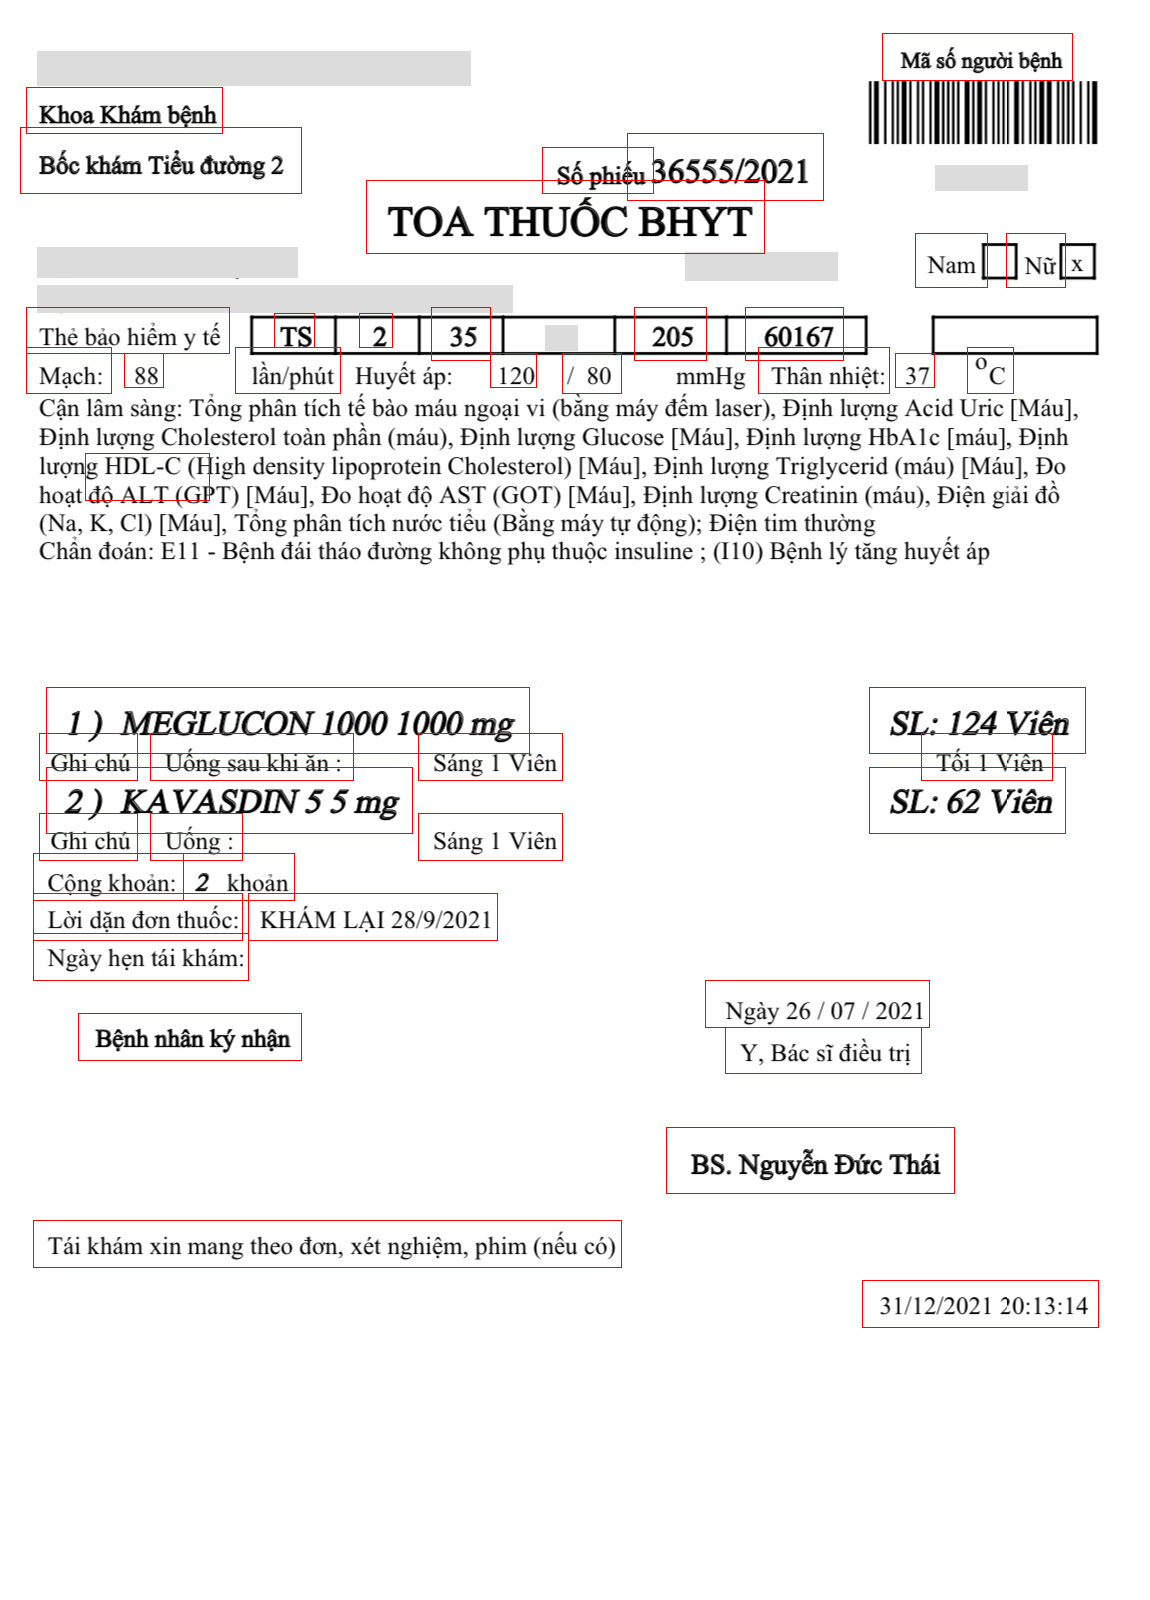 Mã số người bệnh
Khoa Khám bệnh
Bốc khám Tiểu đường 2
Số phiếu 36555/2021
TOA THUỐC BHYT
Nam Nữ x
Thẻ bảo hiểm y tế TS 2 35 205 60167
Mạch: 88 lần/phút Huyết áp: 120 / 80 mmHg Thân nhiệt: 37 oC
Cận lâm sàng: Tổng phân tích tế bào máu ngoại vi (bằng máy đếm laser), Định lượng Acid Uric [Máu],
Định lượng Cholesterol toàn phần (máu), Định lượng Glucose [Máu], Định lượng HbA1c [máu], Định
lượng HDL-C (High density lipoprotein Cholesterol) [Máu], Định lượng Triglycerid (máu) [Máu], Đo
hoạt độ ALT (GPT) [Máu], Đo hoạt độ AST (GOT) [Máu], Định lượng Creatinin (máu), Điện giải đồ
(Na, K, Cl) [Máu], Tổng phân tích nước tiểu (Bằng máy tự động); Điện tim thường
Chẩn đoán: E11 - Bệnh đái tháo đường không phụ thuộc insuline ; (I10) Bệnh lý tăng huyết áp
1 ) MEGLUCON 1000 1000 mg SL: 124 Viên
Ghi chú Uống sau khi ăn : Sáng 1 Viên Tối 1 Viên
2 ) KAVASDIN 5 5 mg SL: 62 Viên
Ghi chú Uống : Sáng 1 Viên
Cộng khoản: 2 khoản
Lời dặn đơn thuốc: KHÁM LẠI 28/9/2021
Ngày hẹn tái khám:
Ngày 26 / 07 / 2021
Bệnh nhân ký nhận
Y, Bác sĩ điều trị
BS. Nguyễn Đức Thái
Tái khám xin mang theo đơn, xét nghiệm, phim (nếu có)
31/12/2021 20:13:14